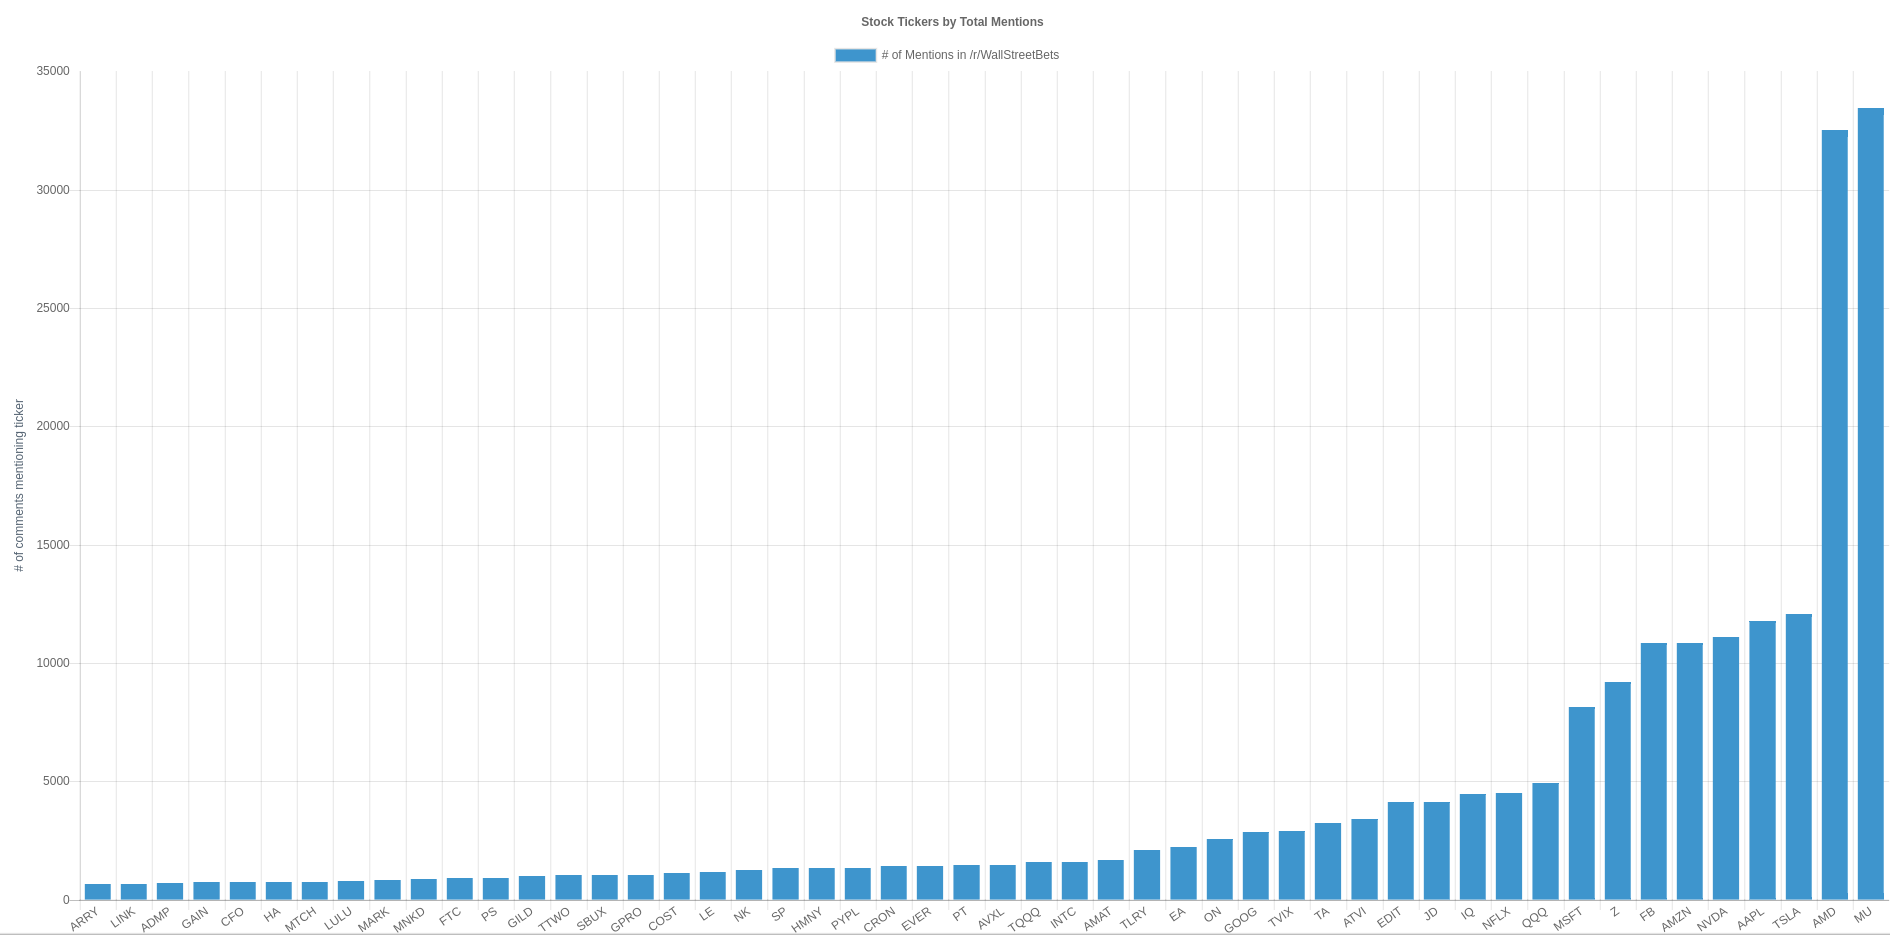 Stock Tickers by Total Mentions
# of Mentions in /r/WallStreetBets
# of comments mentioning ticker
35000
30000
25000
20000
15000
10000
5000
0
ARRY LINK ADMP GAIN CFO HA MTCH LULU MARK MNKD FTC PS GILD TTWO SBUX GPRO COST LE NK SP HMNY PYPL CRON EVER PT AVXL TQQQ INTC AMAT TLRY EA ON GOOG TVIX TA ATVI EDIT JD IQ NFLX QQQ MSFT Z FB AMZN NVDA AAPL TSLA AMD MU